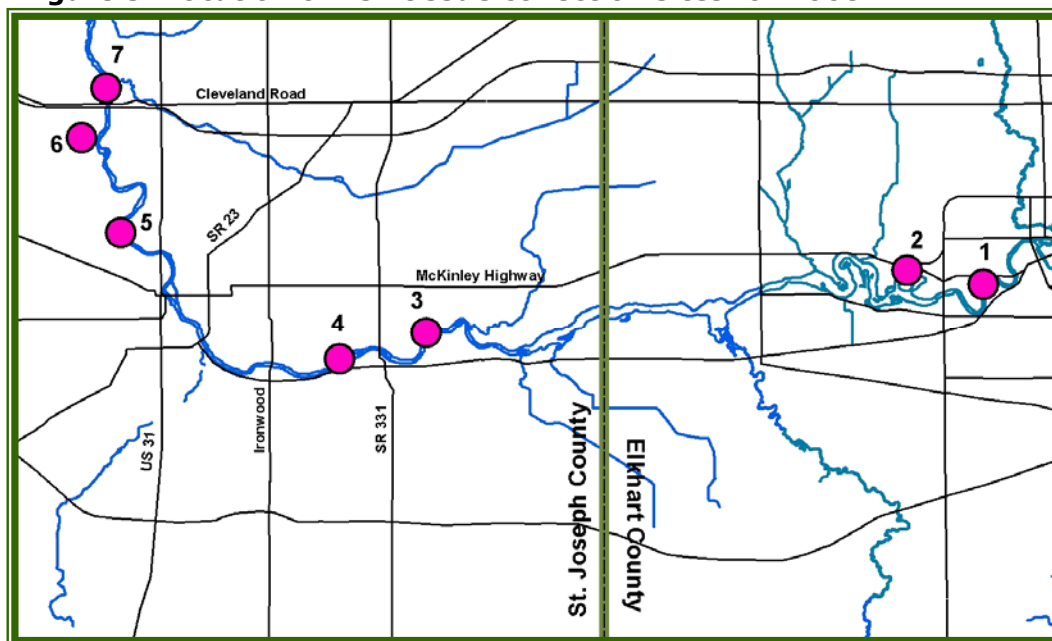 7
Cleveland Road
6
5
SR 23
2
1
McKinley Highway
3
4
US 31
Ironwood
SR 331
St. Joseph County
Elkhart County